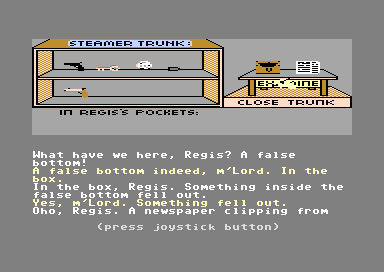 STEAMER TRUNK:
EXAMINE
CLOSE TRUNK
IN REGIS'S POCKETS:
What have we here, Regis? A false
bottom!
A false bottom indeed, m'Lord. In the
box.
In the box, Regis. Something inside the
false bottom fell out.
Yes, m'Lord. Something fell out.
Oho, Regis. A newspaper clipping from
(press joystick button)